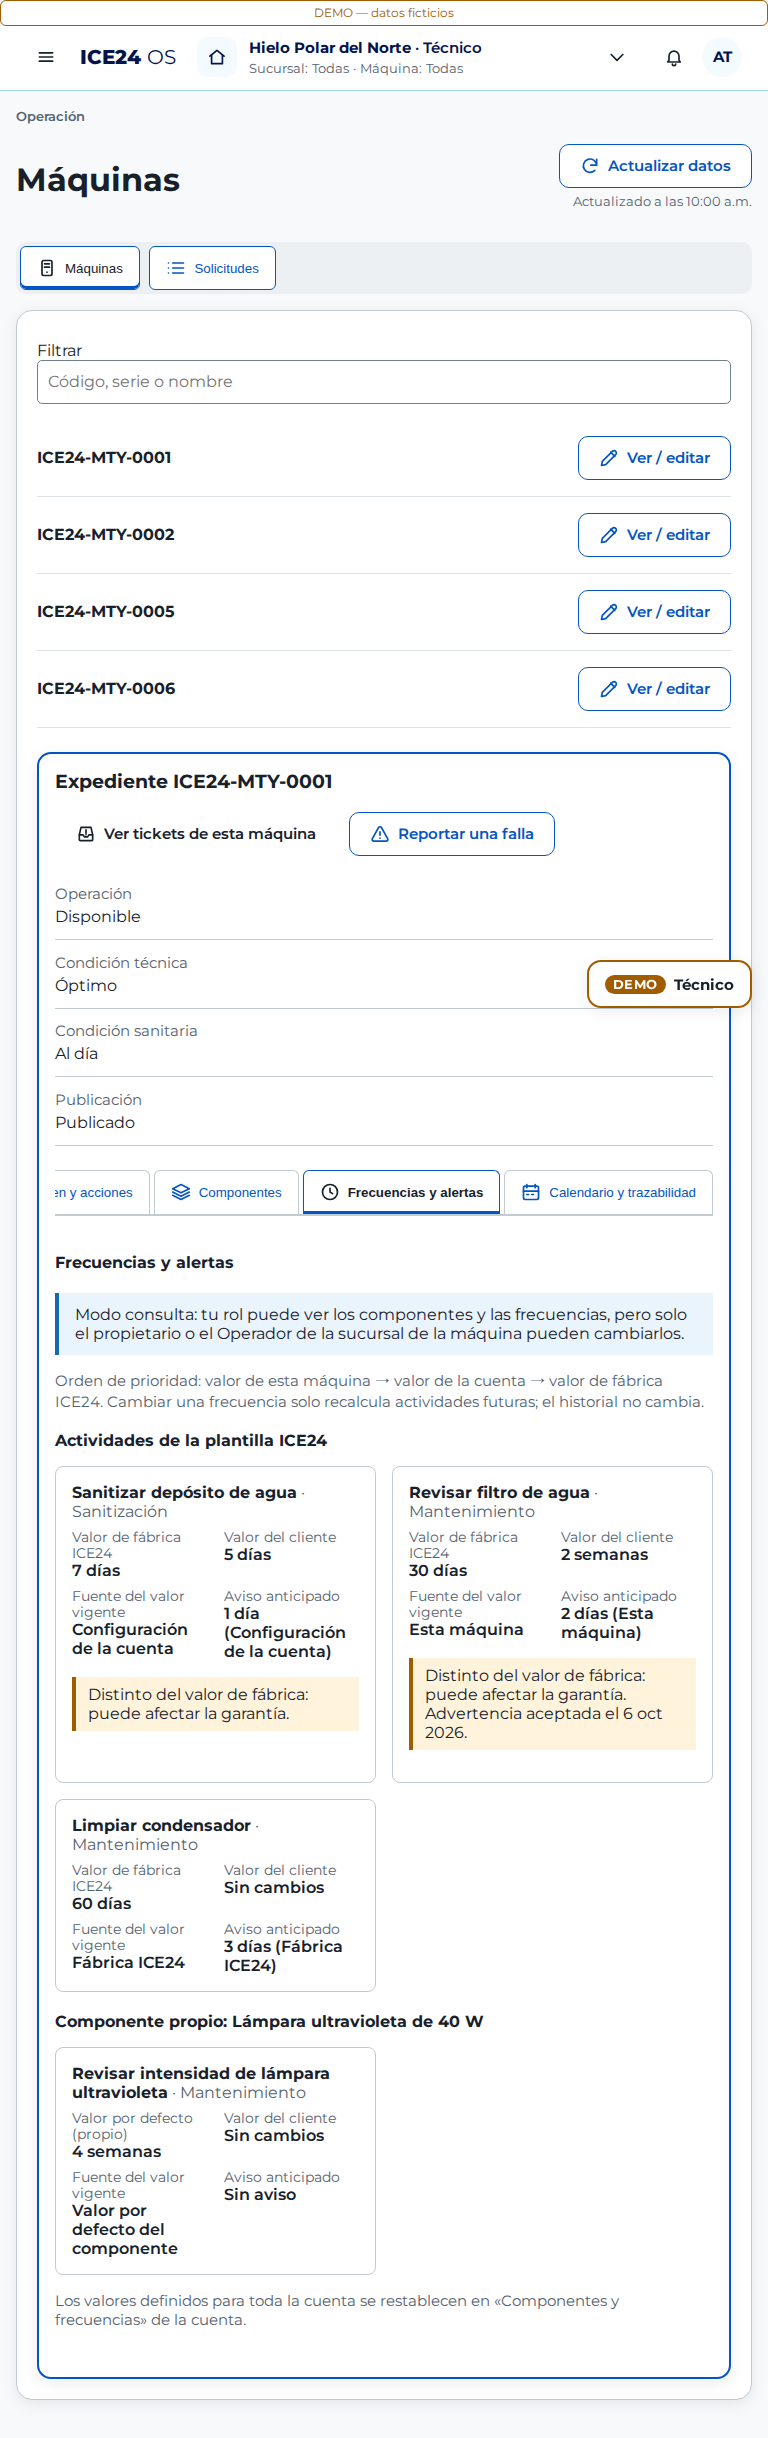 DEMO — datos ficticios
ICE24 OS
Hielo Polar del Norte · Técnico
Sucursal: Todas · Máquina: Todas
AT
Operación
Máquinas
Actualizar datos
Actualizado a las 10:00 a.m.
Máquinas
Solicitudes
Filtrar
Código, serie o nombre
ICE24-MTY-0001
Ver / editar
ICE24-MTY-0002
Ver / editar
ICE24-MTY-0005
Ver / editar
ICE24-MTY-0006
Ver / editar
Expediente ICE24-MTY-0001
Ver tickets de esta máquina
Reportar una falla
Operación
Disponible
Condición técnica
Óptimo
DEMO Técnico
Condición sanitaria
Al día
Publicación
Publicado
en y acciones
Componentes
Frecuencias y alertas
Calendario y trazabilidad
Frecuencias y alertas
Modo consulta: tu rol puede ver los componentes y las frecuencias, pero solo
el propietario o el Operador de la sucursal de la máquina pueden cambiarlos.
Orden de prioridad: valor de esta máquina → valor de la cuenta → valor de fábrica
ICE24. Cambiar una frecuencia solo recalcula actividades futuras; el historial no cambia.
Actividades de la plantilla ICE24
Sanitizar depósito de agua ·
Sanitización
Valor de fábrica
ICE24
7 días
Valor del cliente
5 días
Fuente del valor
vigente
Configuración
de la cuenta
Aviso anticipado
1 día
(Configuración
de la cuenta)
Distinto del valor de fábrica:
puede afectar la garantía.
Revisar filtro de agua ·
Mantenimiento
Valor de fábrica
ICE24
30 días
Valor del cliente
2 semanas
Fuente del valor
vigente
Esta máquina
Aviso anticipado
2 días (Esta
máquina)
Distinto del valor de fábrica:
puede afectar la garantía.
Advertencia aceptada el 6 oct
2026.
Limpiar condensador ·
Mantenimiento
Valor de fábrica
ICE24
60 días
Valor del cliente
Sin cambios
Fuente del valor
vigente
Fábrica ICE24
Aviso anticipado
3 días (Fábrica
ICE24)
Componente propio: Lámpara ultravioleta de 40 W
Revisar intensidad de lámpara
ultravioleta · Mantenimiento
Valor por defecto
(propio)
4 semanas
Valor del cliente
Sin cambios
Fuente del valor
vigente
Valor por
defecto del
componente
Aviso anticipado
Sin aviso
Los valores definidos para toda la cuenta se restablecen en «Componentes y
frecuencias» de la cuenta.